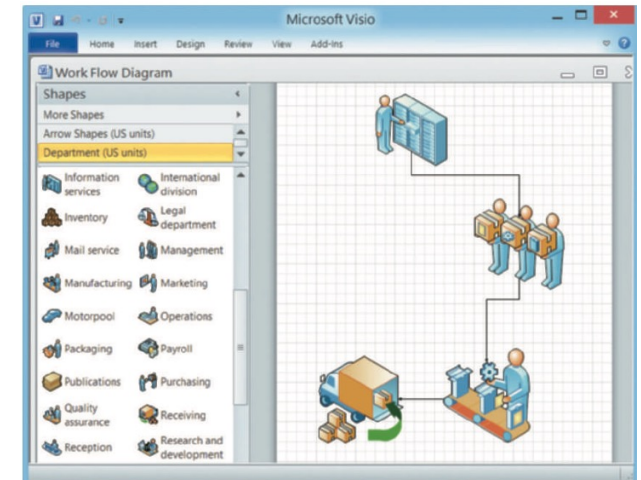 Microsoft Visio
File Home Insert Design Review View Add-Ins
Work Flow Diagram
Shapes
More Shapes
Arrow Shapes (US units)
Department (US units)
Information services
International division
Inventory
Legal department
Mail service
Management
Manufacturing
Marketing
Motorpool
Operations
Packaging
Payroll
Publications
Purchasing
Quality assurance
Receiving
Reception
Research and development